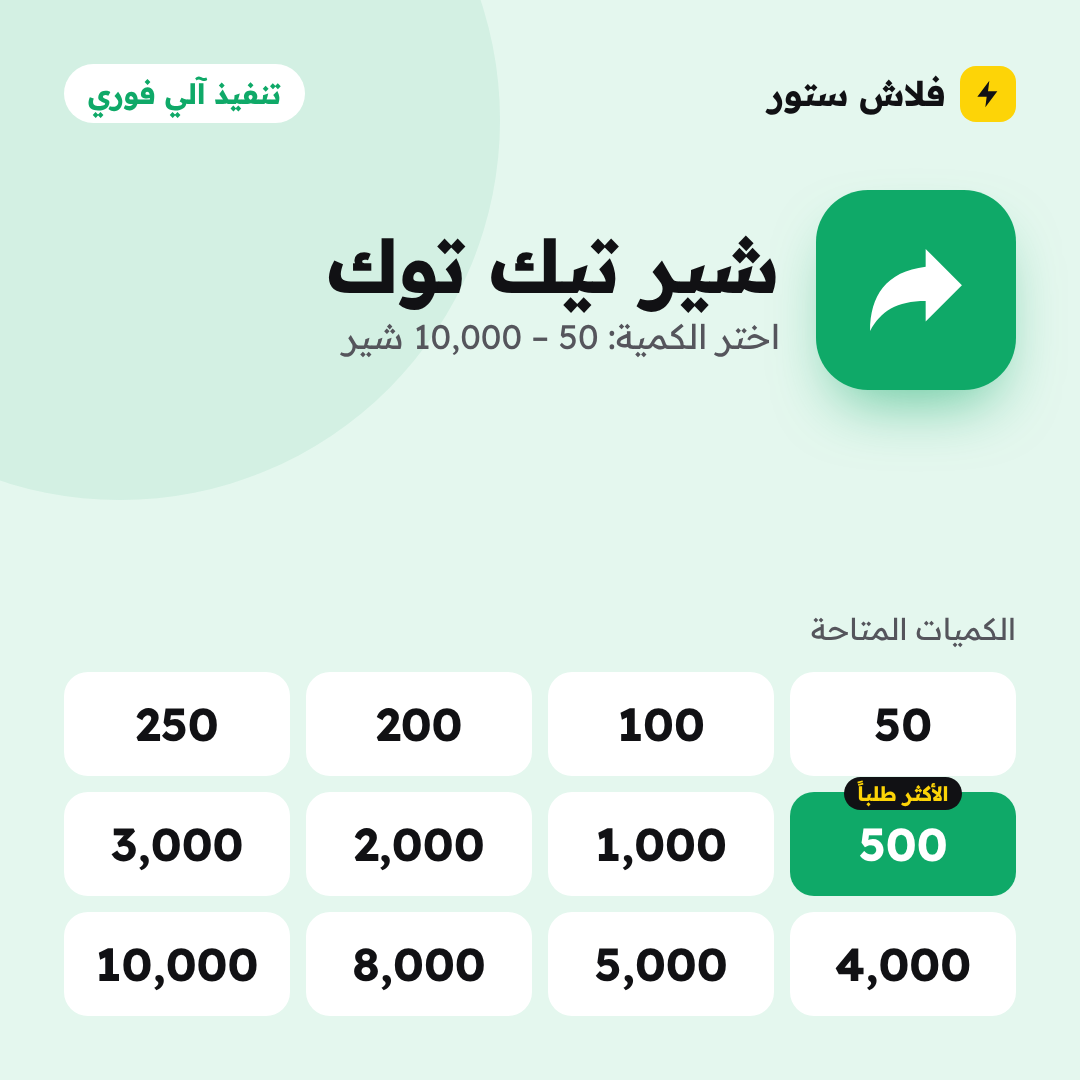 فلاش ستور
تنفيذ آلي فوري
شير تيك توك
اختر الكمية: 50 – 10,000 شير
الكميات المتاحة
50
100
200
250
الأكثر طلباً
500
1,000
2,000
3,000
4,000
5,000
8,000
10,000